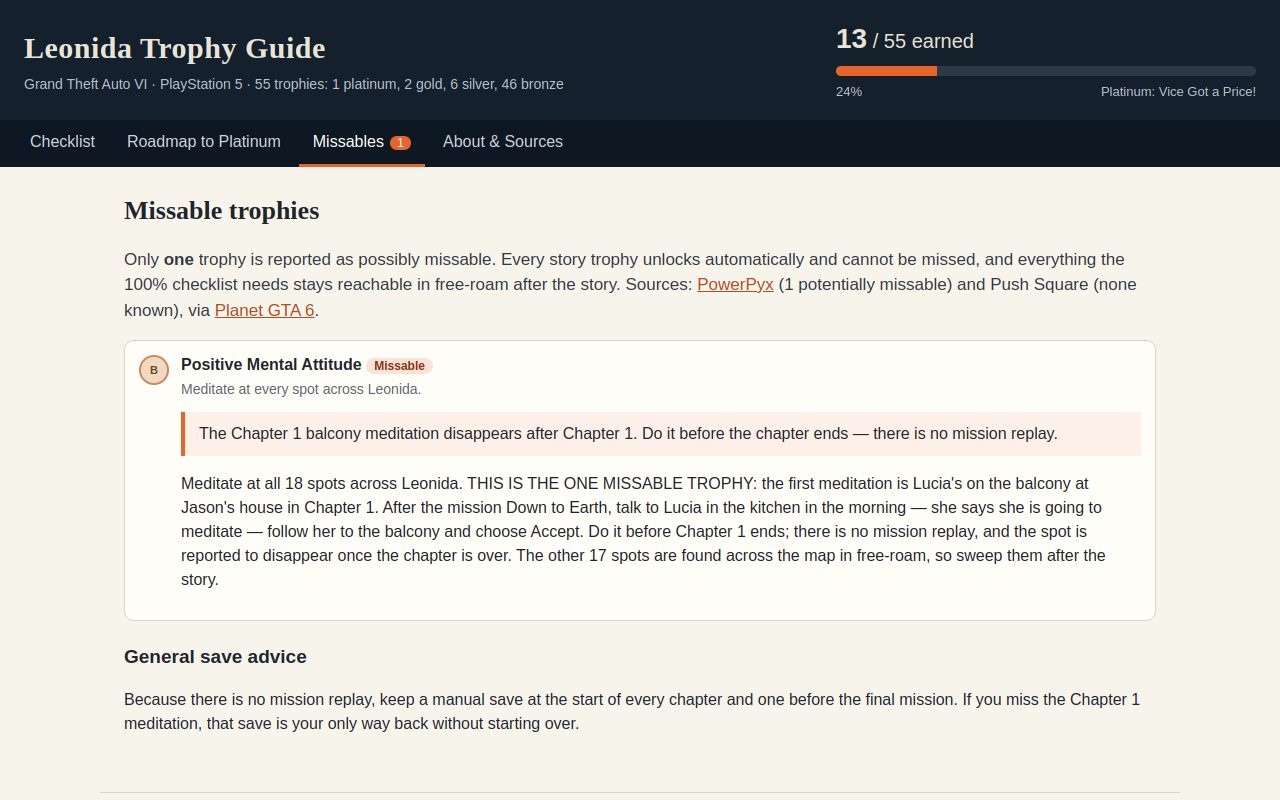 Leonida Trophy Guide
Grand Theft Auto VI · PlayStation 5 · 55 trophies: 1 platinum, 2 gold, 6 silver, 46 bronze
13 / 55 earned
24%
Platinum: Vice Got a Price!
Checklist
Roadmap to Platinum
Missables 1
About & Sources
Missable trophies
Only one trophy is reported as possibly missable. Every story trophy unlocks automatically and cannot be missed, and everything the
100% checklist needs stays reachable in free-roam after the story. Sources: PowerPyx (1 potentially missable) and Push Square (none
known), via Planet GTA 6.
B
Positive Mental Attitude Missable
Meditate at every spot across Leonida.
The Chapter 1 balcony meditation disappears after Chapter 1. Do it before the chapter ends — there is no mission replay.
Meditate at all 18 spots across Leonida. THIS IS THE ONE MISSABLE TROPHY: the first meditation is Lucia's on the balcony at
Jason's house in Chapter 1. After the mission Down to Earth, talk to Lucia in the kitchen in the morning — she says she is going to
meditate — follow her to the balcony and choose Accept. Do it before Chapter 1 ends; there is no mission replay, and the spot is
reported to disappear once the chapter is over. The other 17 spots are found across the map in free-roam, so sweep them after the
story.
General save advice
Because there is no mission replay, keep a manual save at the start of every chapter and one before the final mission. If you miss the Chapter 1
meditation, that save is your only way back without starting over.